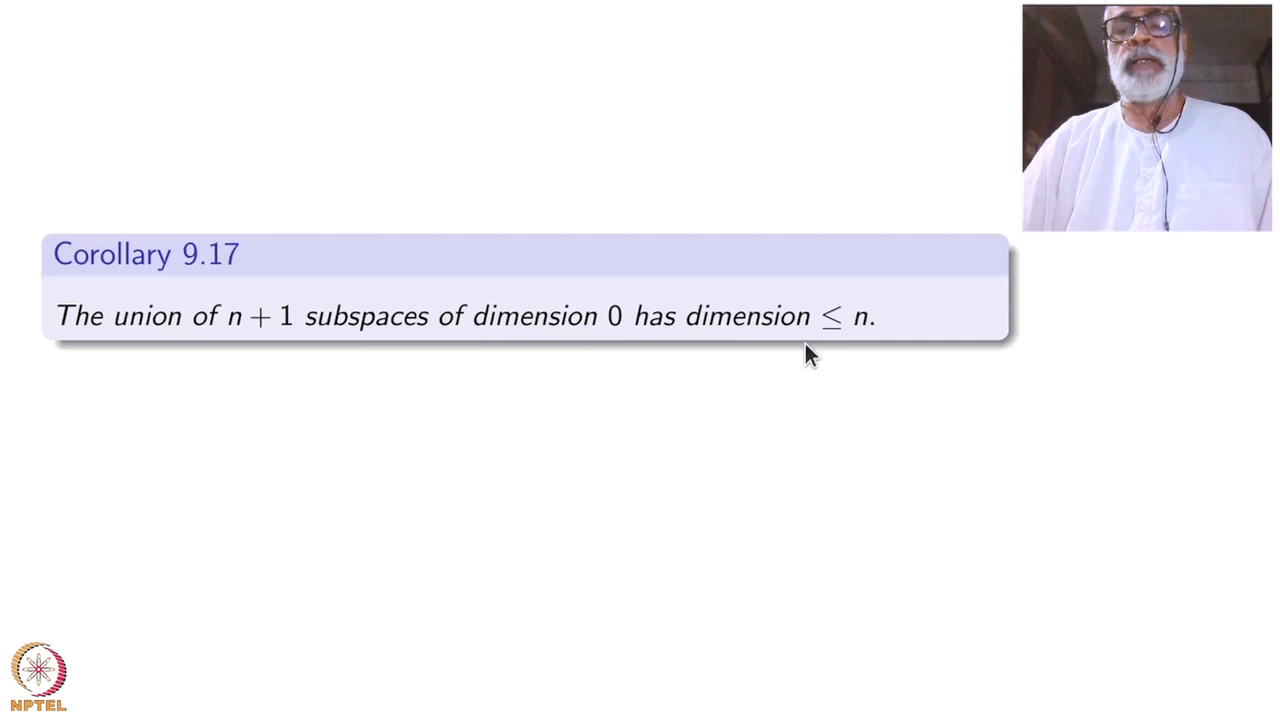 Corollary 9.17
The union of n + 1 subspaces of dimension 0 has dimension ≤ n.
NPTEL